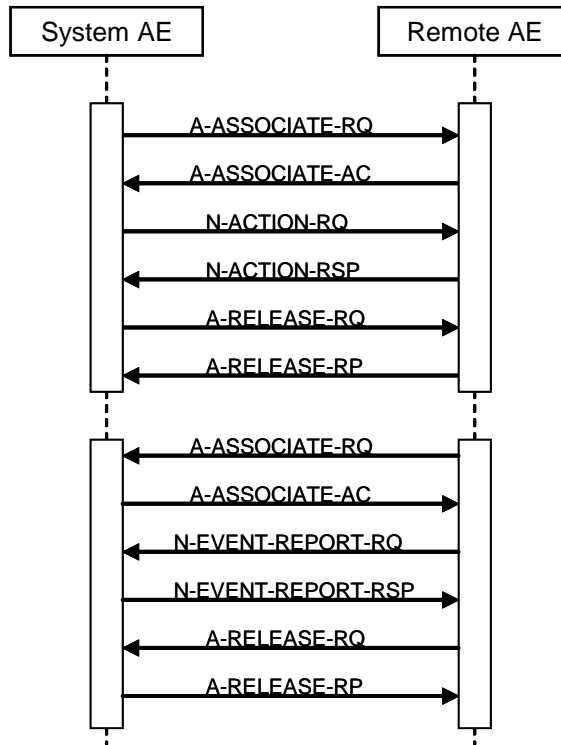 System AE
Remote AE
A-ASSOCIATE-RQ
A-ASSOCIATE-AC
N-ACTION-RQ
N-ACTION-RSP
A-RELEASE-RQ
A-RELEASE-RP
A-ASSOCIATE-RQ
A-ASSOCIATE-AC
N-EVENT-REPORT-RQ
N-EVENT-REPORT-RSP
A-RELEASE-RQ
A-RELEASE-RP